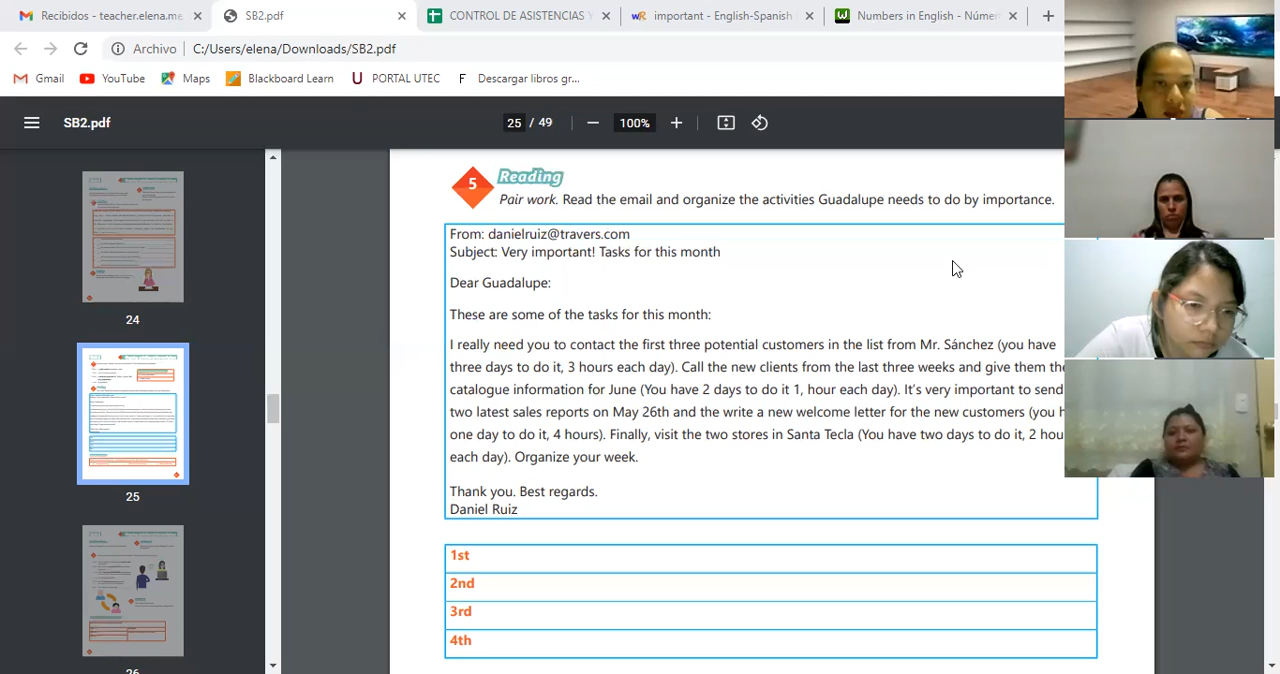 Recibidos - teacher.elena.me
SB2.pdf
CONTROL DE ASISTENCIAS Y
important - English-Spanish
Numbers in English - Númer
Archivo
C:/Users/elena/Downloads/SB2.pdf
Gmail
YouTube
Maps
Blackboard Learn
PORTAL UTEC
Descargar libros gr...
SB2.pdf
25 / 49
100%
24
25
26
5
Reading
Pair work. Read the email and organize the activities Guadalupe needs to do by importance.
From: danielruiz@travers.com
Subject: Very important! Tasks for this month
Dear Guadalupe:
These are some of the tasks for this month:
I really need you to contact the first three potential customers in the list from Mr. Sánchez (you have
three days to do it, 3 hours each day). Call the new clients from the last three weeks and give them the
catalogue information for June (You have 2 days to do it 1 hour each day). It's very important to send
two latest sales reports on May 26th and the write a new welcome letter for the new customers (you h
one day to do it, 4 hours). Finally, visit the two stores in Santa Tecla (You have two days to do it, 2 hou
each day). Organize your week.
Thank you. Best regards.
Daniel Ruiz
1st
2nd
3rd
4th